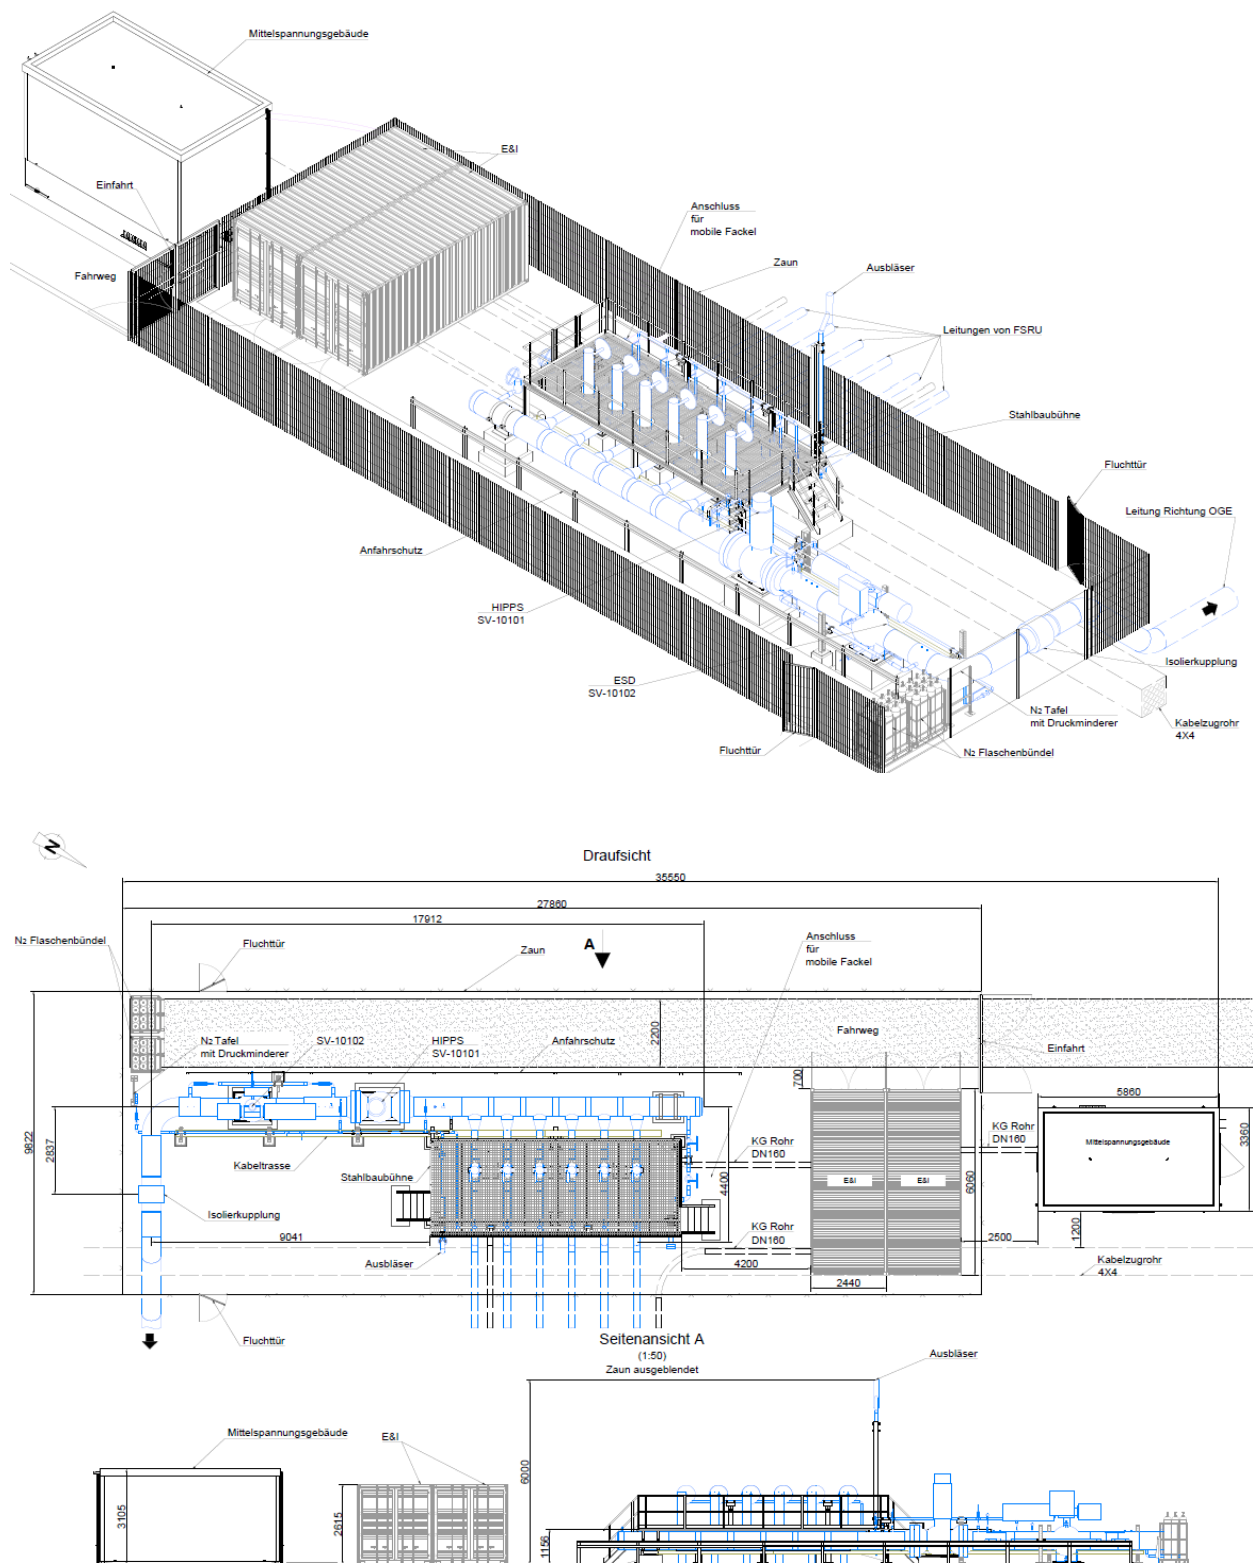 Mittelspannungsgebäude
E&I
Einfahrt
Anschluss
für
mobile Fackel
Zaun
Ausbläser
Fahrweg
Leitungen von FSRU
Stahlbaubühne
Fluchttür
Leitung Richtung OGE
Anfahrschutz
HIPPS
SV-10101
Isolierkupplung
ESD
SV-10102
N2 Tafel
mit Druckminderer
Kabelzugrohr
4X4
Fluchttür
N2 Flaschenbündel
N
Draufsicht
35550
27860
17912
N2 Flaschenbündel
Fluchttür
Zaun
A
Anschluss
für
mobile Fackel
2200
Fahrweg
N2 Tafel
mit Druckminderer
SV-10102
HIPPS
SV-10101
Anfahrschutz
Einfahrt
700
5860
9822
2837
KG Rohr
DN160
KG Rohr
DN160
Mittelspannungsgebäude
3360
Kabeltrasse
Stahlbaubühne
4400
E&I
E&I
6060
Isolierkupplung
KG Rohr
DN160
1200
9041
2500
Ausbläser
4200
Kabelzugrohr
4X4
2440
Fluchttür
Seitenansicht A
(1:50)
Zaun ausgeblendet
Ausbläser
Mittelspannungsgebäude
E&I
6000
3105
2615
1156